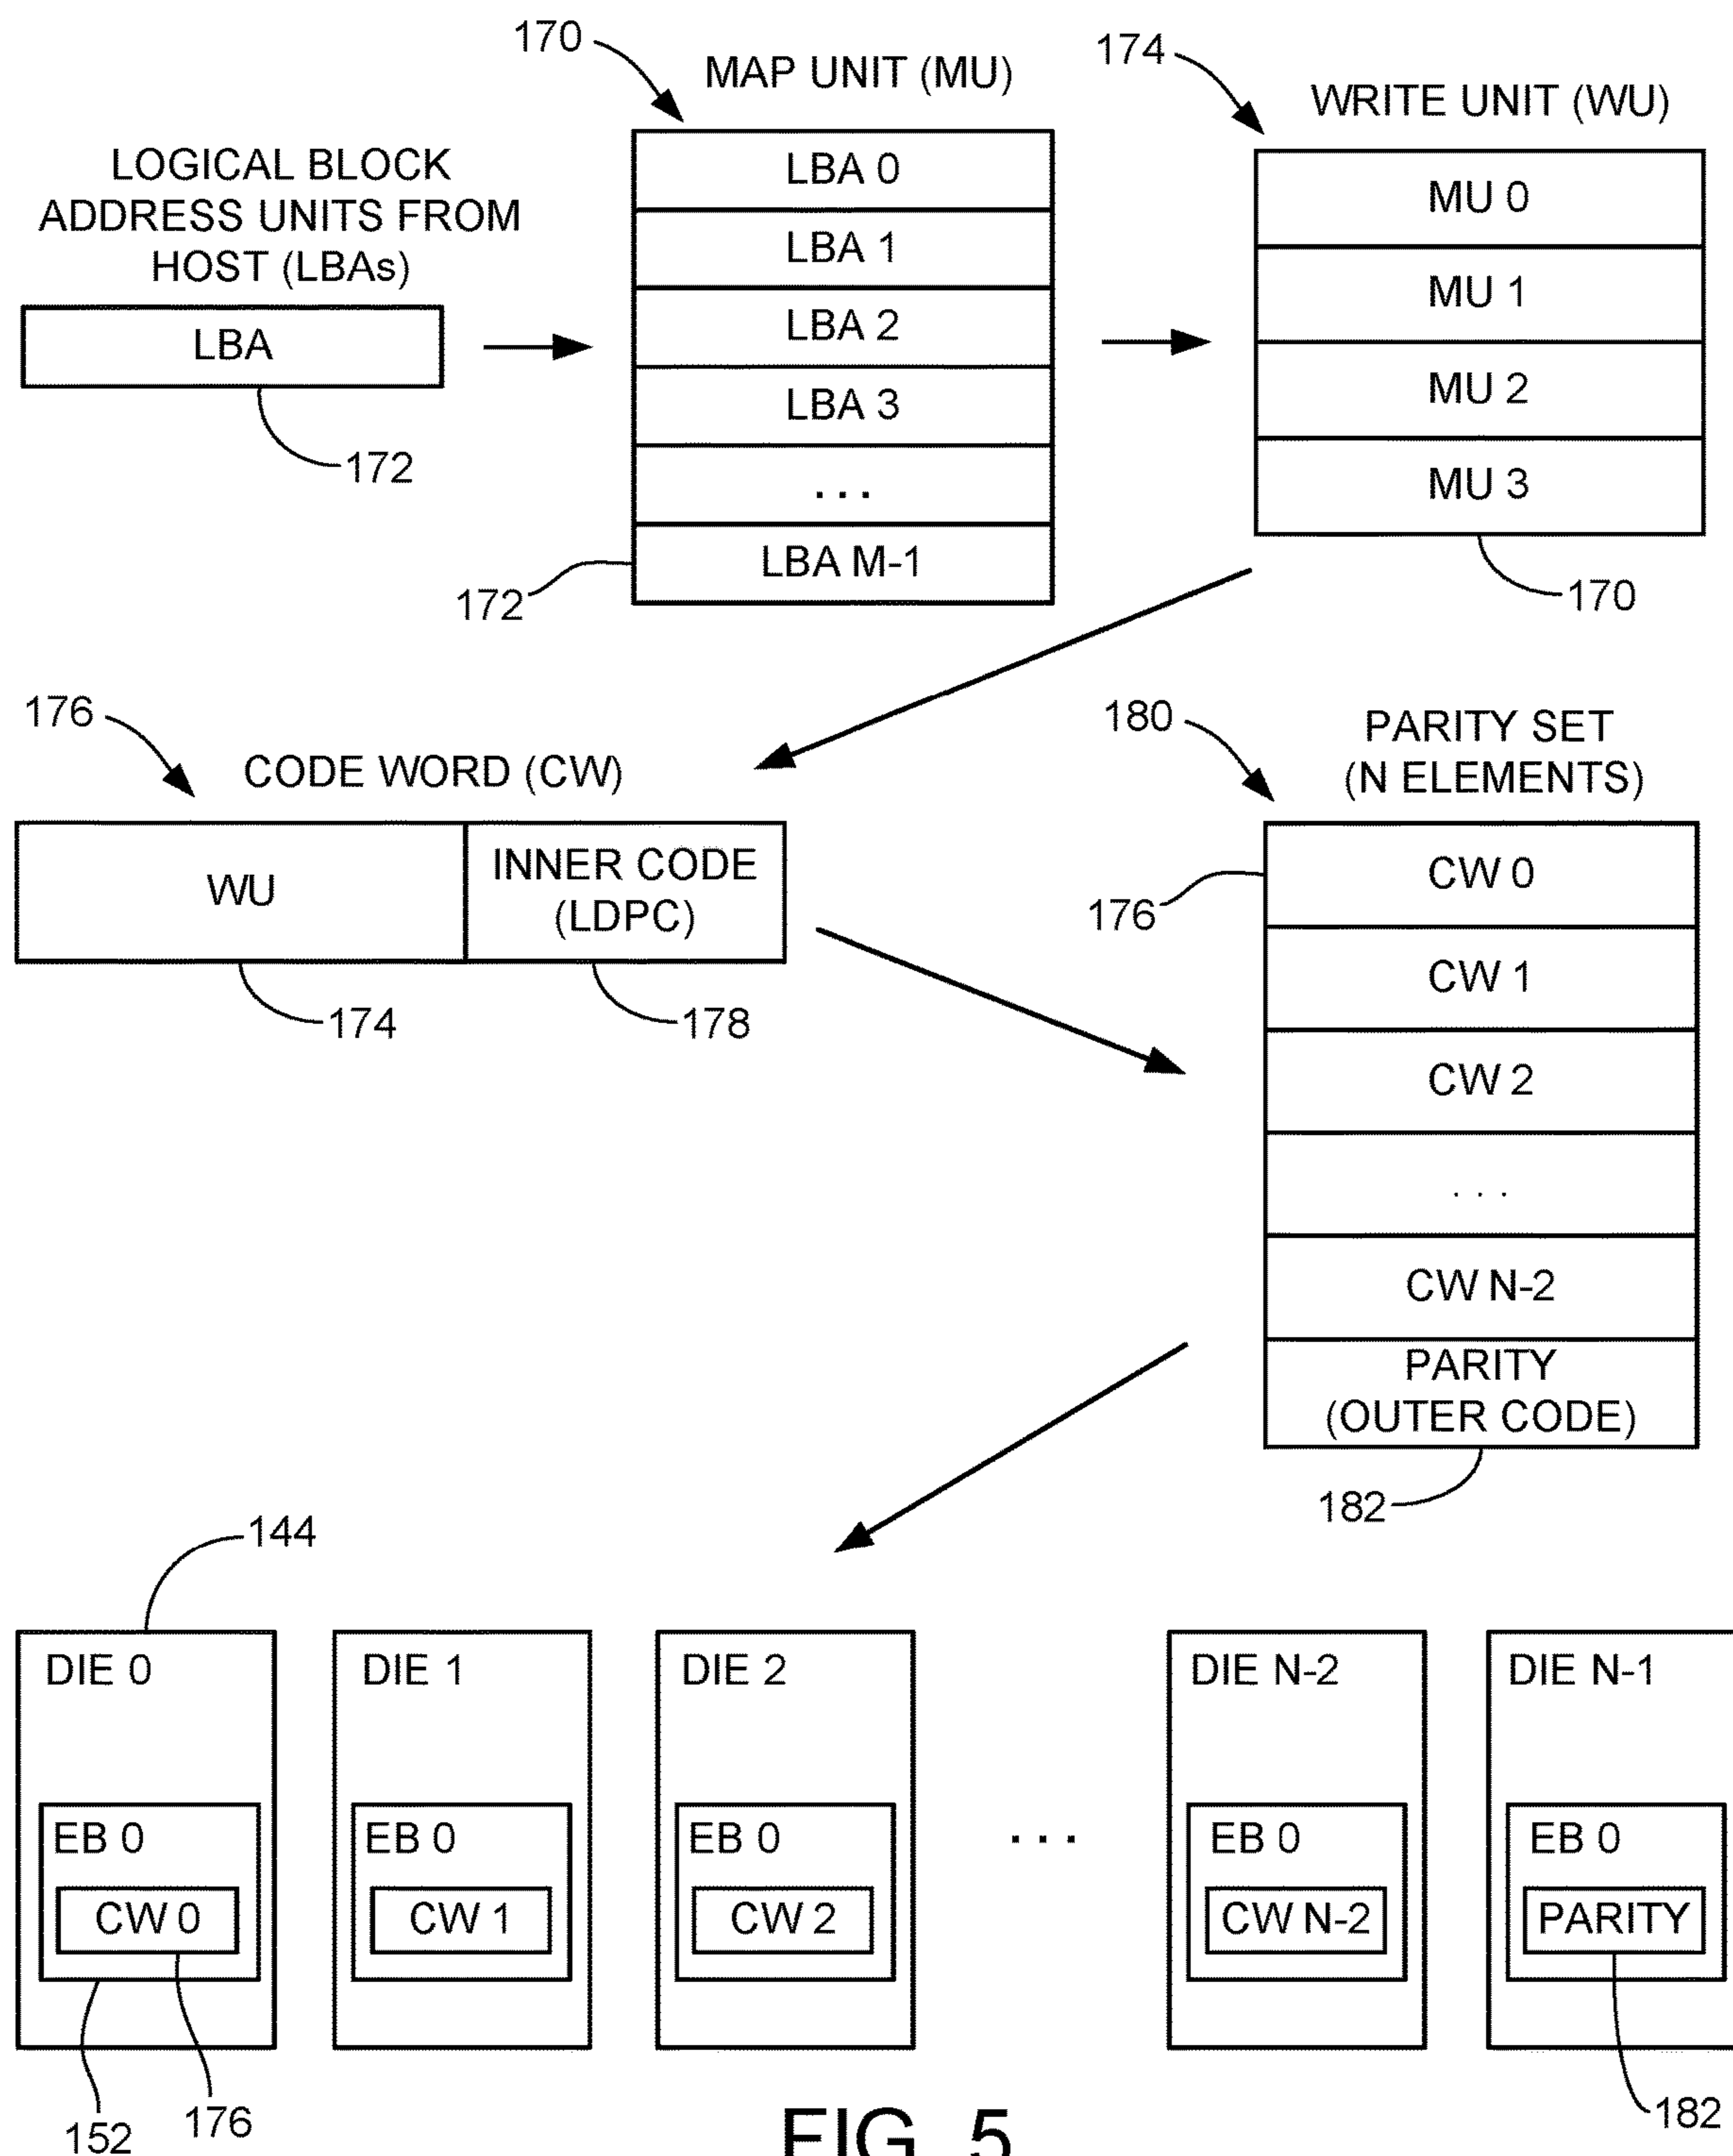 170
MAP UNIT (MU)
174
WRITE UNIT (WU)
LOGICAL BLOCK
ADDRESS UNITS FROM
HOST (LBAs)
LBA
172
LBA 0
LBA 1
LBA 2
LBA 3
...
LBA M-1
172
MU 0
MU 1
MU 2
MU 3
170
176
CODE WORD (CW)
WU
INNER CODE
(LDPC)
174
178
180
PARITY SET
(N ELEMENTS)
176
CW 0
CW 1
CW 2
...
CW N-2
PARITY
(OUTER CODE)
182
144
DIE 0
EB 0
CW 0
152
176
DIE 1
EB 0
CW 1
DIE 2
EB 0
CW 2
...
DIE N-2
EB 0
CW N-2
DIE N-1
EB 0
PARITY
182
FIG. 5